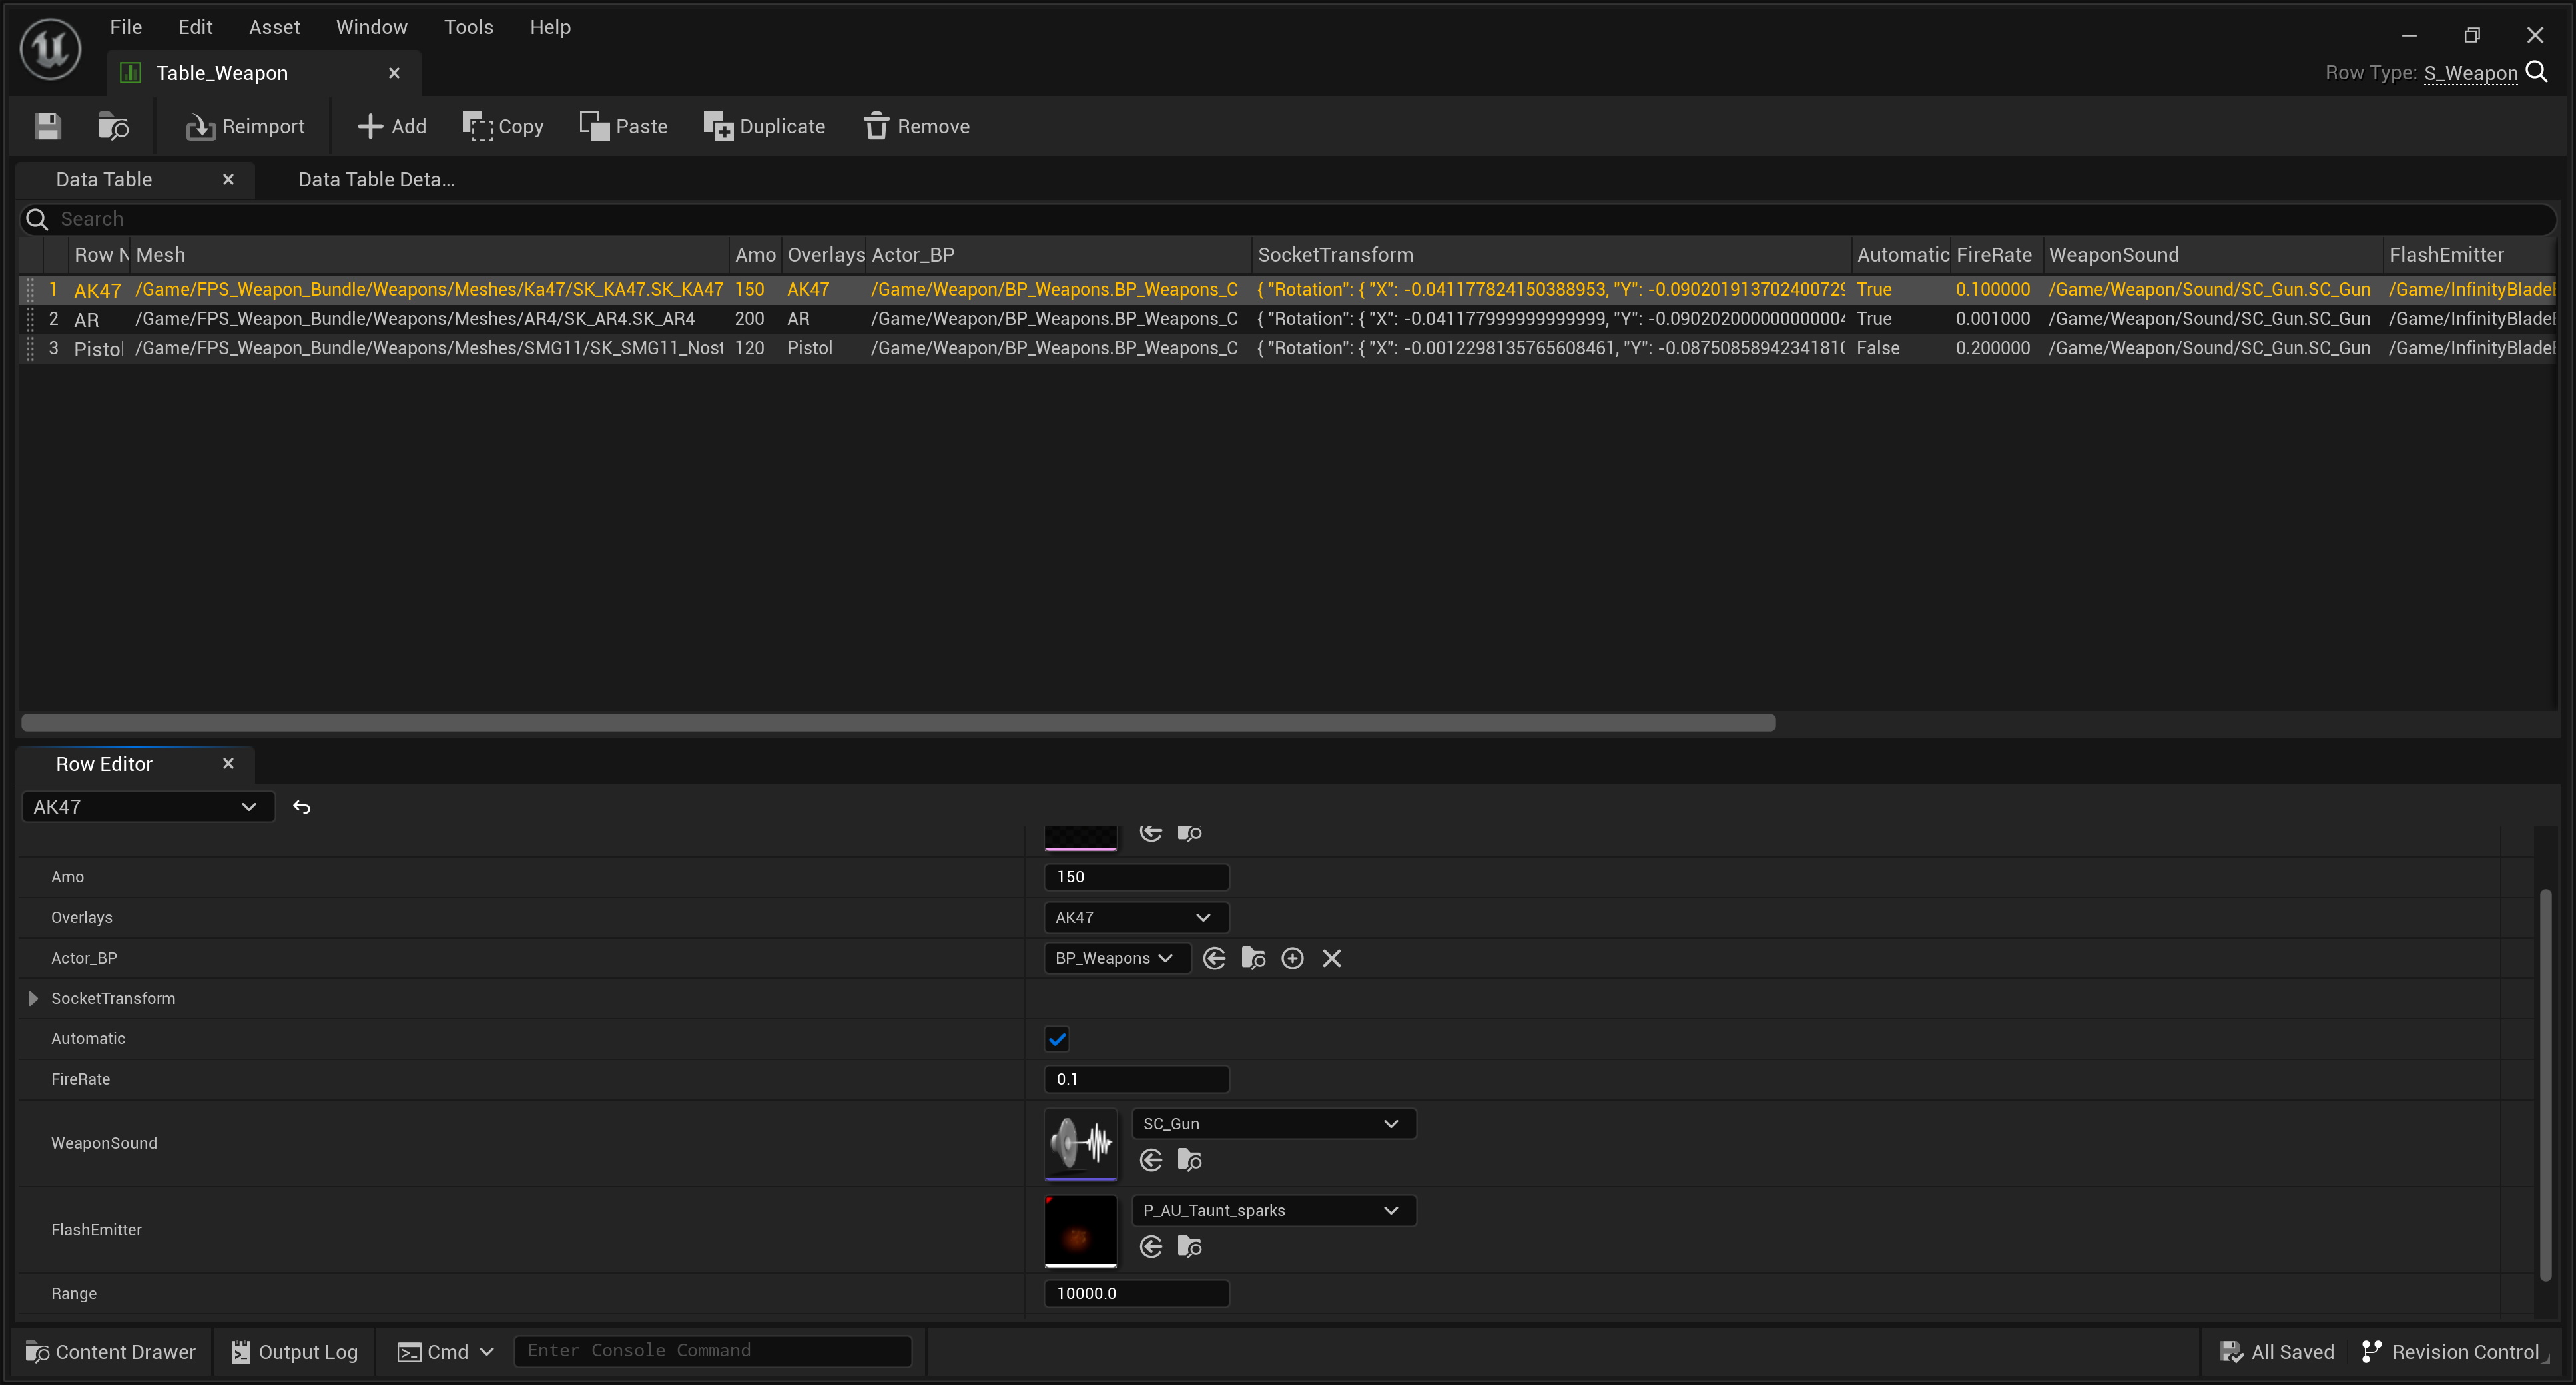 File Edit Asset Window Tools Help
Table_Weapon
Row Type: S_Weapon
Reimport Add Copy Paste Duplicate Remove
Data Table Data Table Deta...
Search
Row N Mesh Amo Overlays Actor_BP SocketTransform Automatic FireRate WeaponSound FlashEmitter
1 AK47 /Game/FPS_Weapon_Bundle/Weapons/Meshes/Ka47/SK_KA47.SK_KA47 150 AK47 /Game/Weapon/BP_Weapons.BP_Weapons_C { "Rotation": { "X": -0.041177824150388953, "Y": -0.090201913702400729 True 0.100000 /Game/Weapon/Sound/SC_Gun.SC_Gun /Game/InfinityBlade
2 AR /Game/FPS_Weapon_Bundle/Weapons/Meshes/AR4/SK_AR4.SK_AR4 200 AR /Game/Weapon/BP_Weapons.BP_Weapons_C { "Rotation": { "X": -0.041177999999999999, "Y": -0.090202000000000004 True 0.001000 /Game/Weapon/Sound/SC_Gun.SC_Gun /Game/InfinityBlade
3 Pistol /Game/FPS_Weapon_Bundle/Weapons/Meshes/SMG11/SK_SMG11_Nost 120 Pistol /Game/Weapon/BP_Weapons.BP_Weapons_C { "Rotation": { "X": -0.0012298135765608461, "Y": -0.0875085894234181 False 0.200000 /Game/Weapon/Sound/SC_Gun.SC_Gun /Game/InfinityBlade
Row Editor
AK47
Amo 150
Overlays AK47
Actor_BP BP_Weapons
SocketTransform
Automatic
FireRate 0.1
WeaponSound SC_Gun
FlashEmitter P_AU_Taunt_sparks
Range 10000.0
Content Drawer Output Log Cmd Enter Console Command All Saved Revision Control